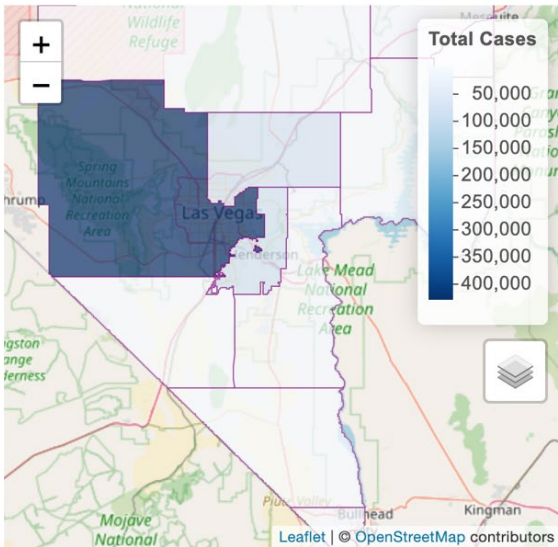 National
Wildlife
Refuge
Mesquite
+
−
Total Cases
50,000
100,000
150,000
200,000
250,000
300,000
350,000
400,000
Spring
Mountains
National
Recreation
Area
Las Vegas
Henderson
Lake Mead
National
Recreation
Area
Mojave
National
Bullhead
Kingman
Leaflet | © OpenStreetMap contributors